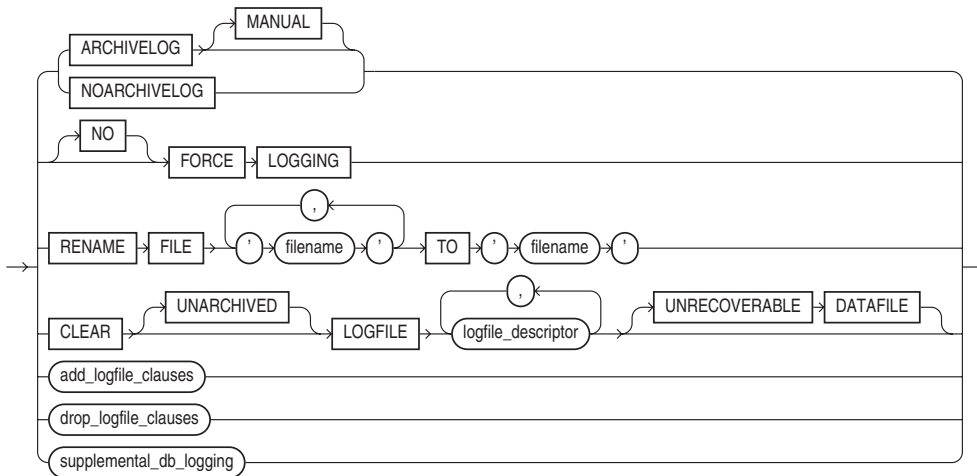 MANUAL
ARCHIVELOG
NOARCHIVELOG
NO
FORCE LOGGING
,
RENAME FILE ' filename ' TO ' filename '
,
UNARCHIVED UNRECOVERABLE DATAFILE
CLEAR LOGFILE logfile_descriptor
add_logfile_clauses
drop_logfile_clauses
supplemental_db_logging